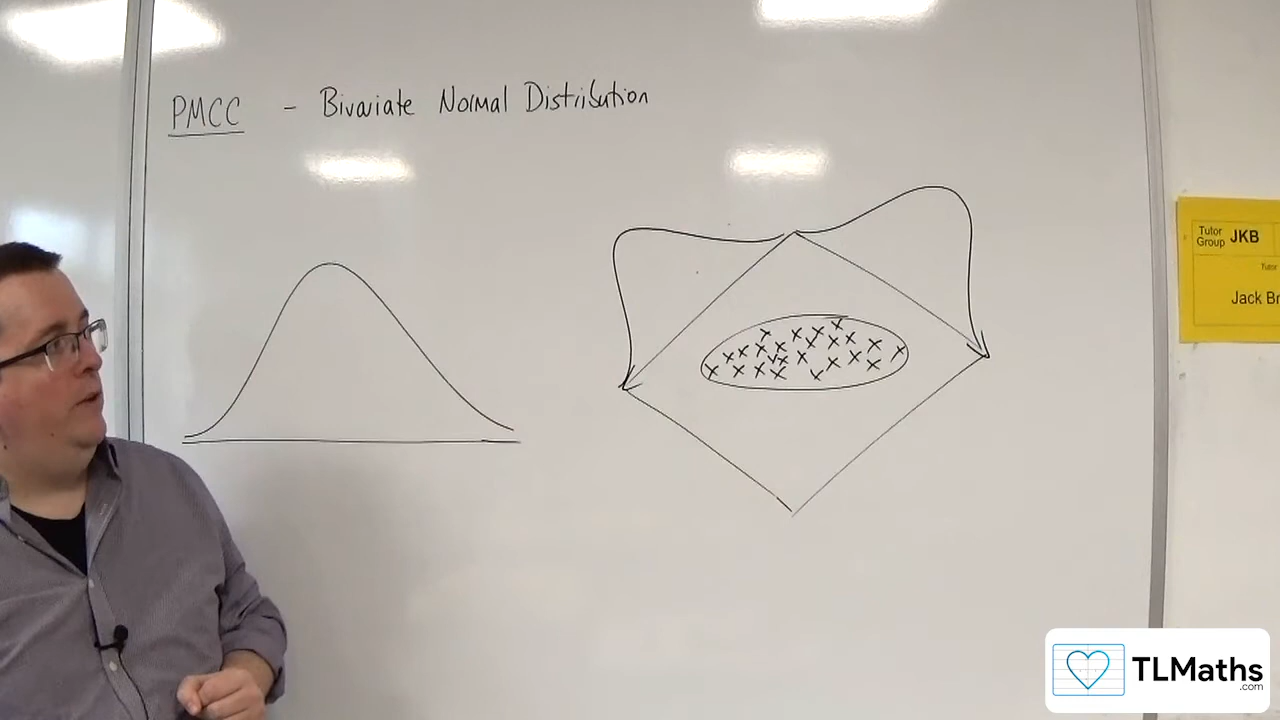 PMCC - Bivariate Normal Distribution
Tutor Group JKB
Tutor
Jack Br
TLMaths
.com